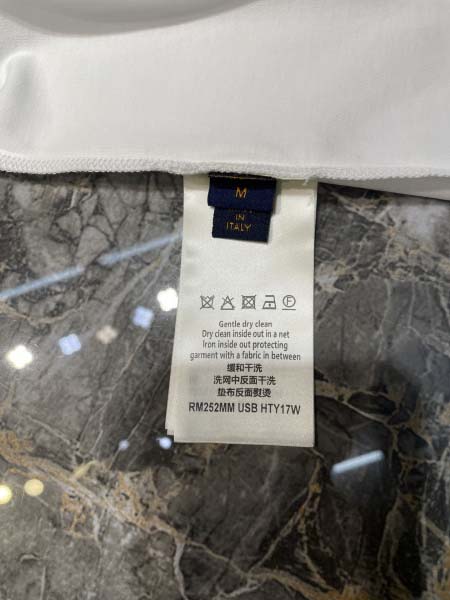 M
IN
ITALY
Gentle dry clean
Dry clean inside out in a net
Iron inside out protecting
garment with a fabric in between
缓和干洗
洗网中反面干洗
垫布反面熨烫
RM252MM USB HTY17W